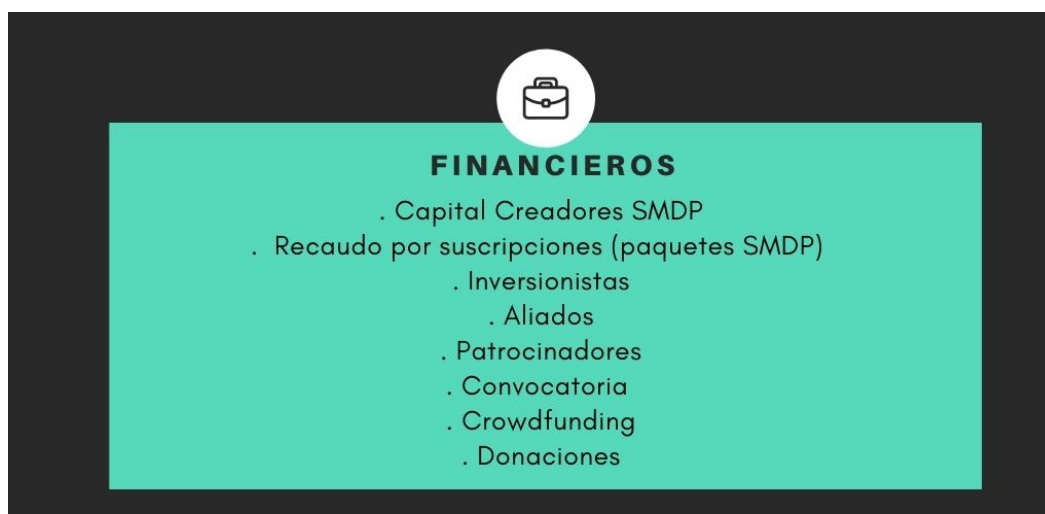 FINANCIEROS
. Capital Creadores SMDP
. Recaudo por suscripciones (paquetes SMDP)
. Inversionistas
. Aliados
. Patrocinadores
. Convocatoria
. Crowdfunding
. Donaciones